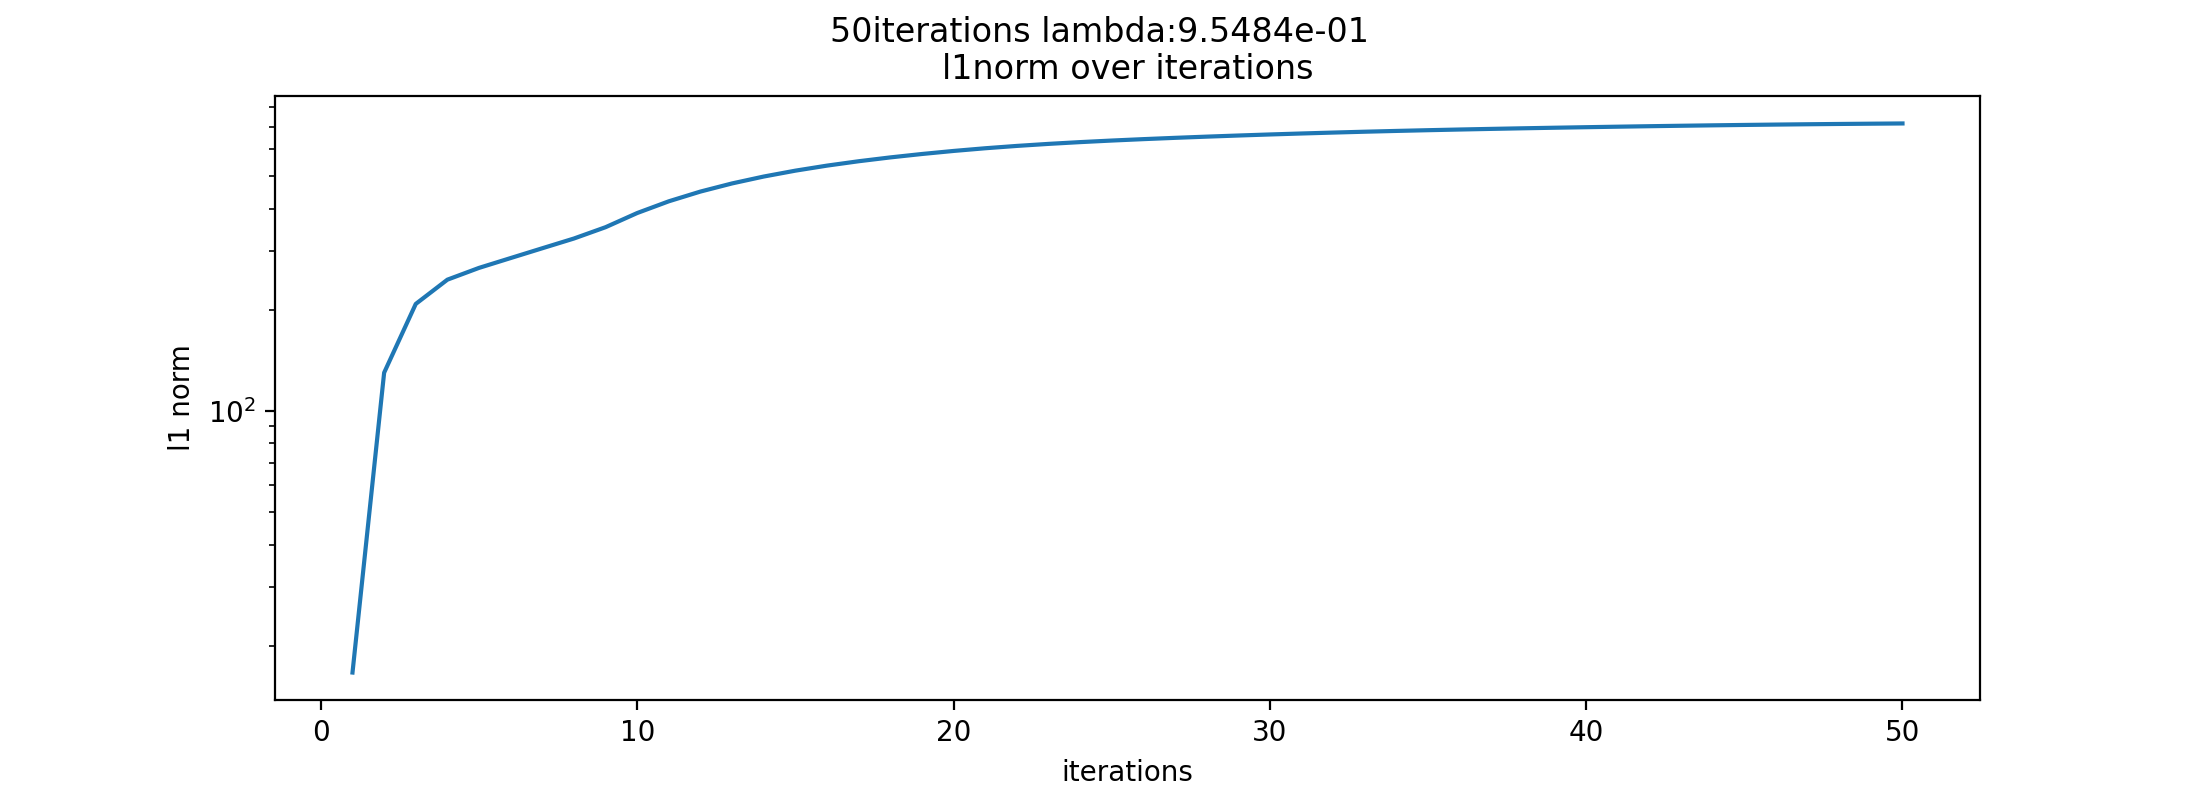 50iterations lambda:9.5484e-01
l1norm over iterations
l1 norm
10²
0 10 20 30 40 50
iterations